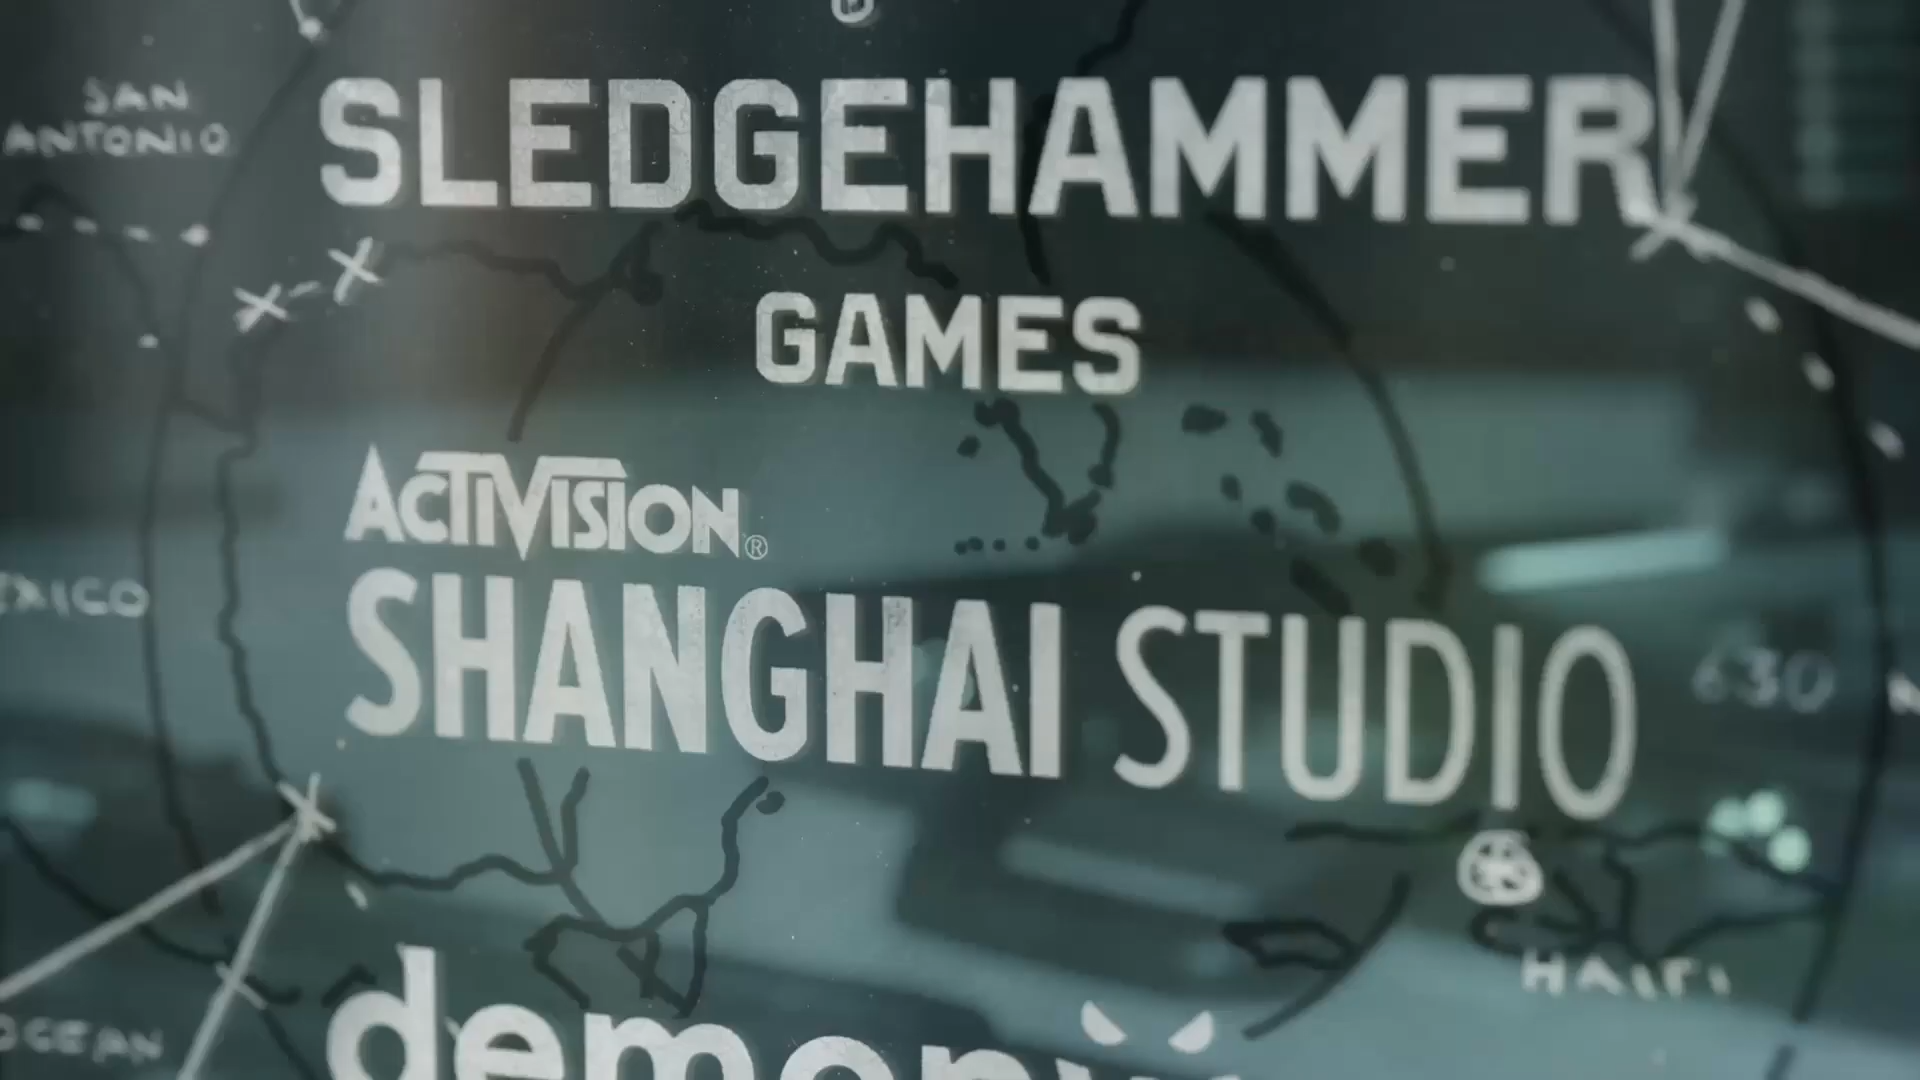 SAN
ANTONIO
SLEDGEHAMMER
GAMES
ACTIVISION®
SHANGHAI STUDIO
630
HAITI
OCEAN